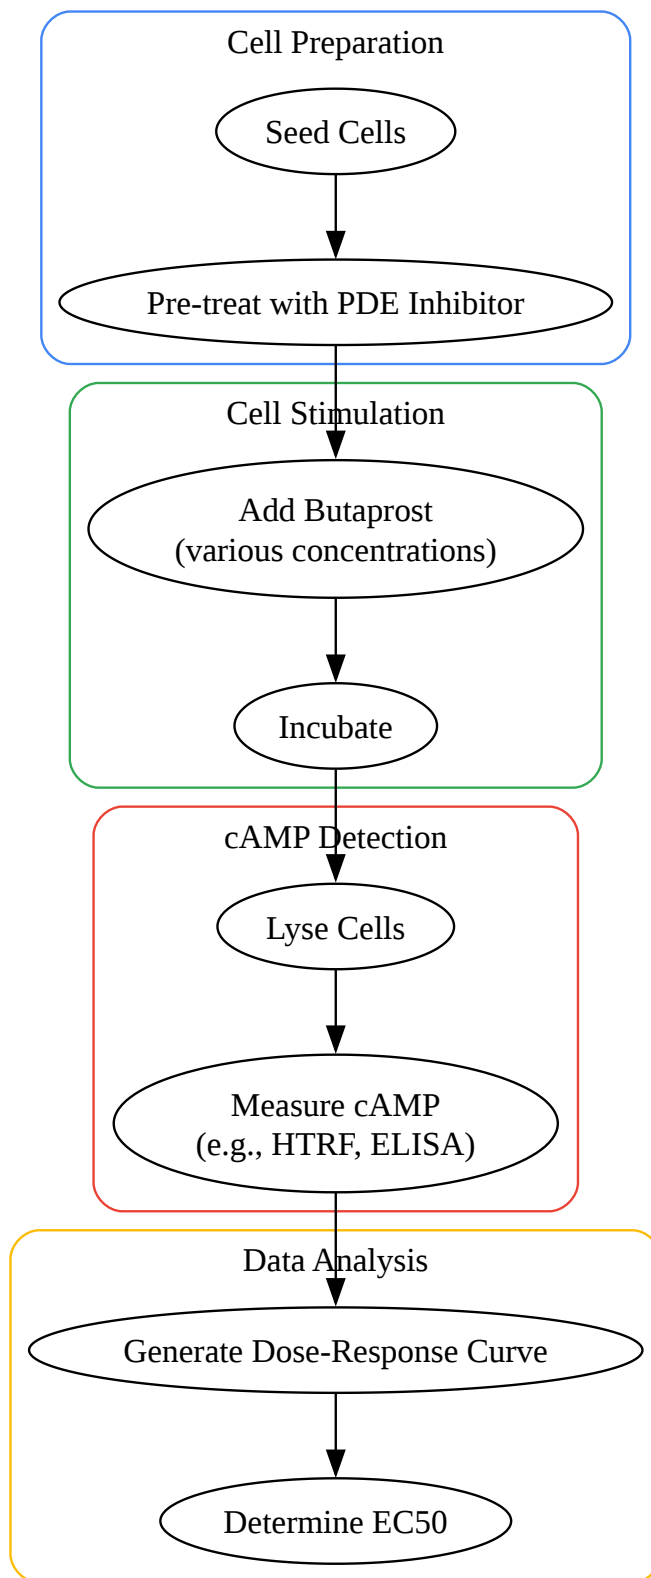 Cell Preparation
Seed Cells
Pre-treat with PDE Inhibitor
Cell Stimulation
Add Butaprost
(various concentrations)
Incubate
cAMP Detection
Lyse Cells
Measure cAMP
(e.g., HTRF, ELISA)
Data Analysis
Generate Dose-Response Curve
Determine EC50